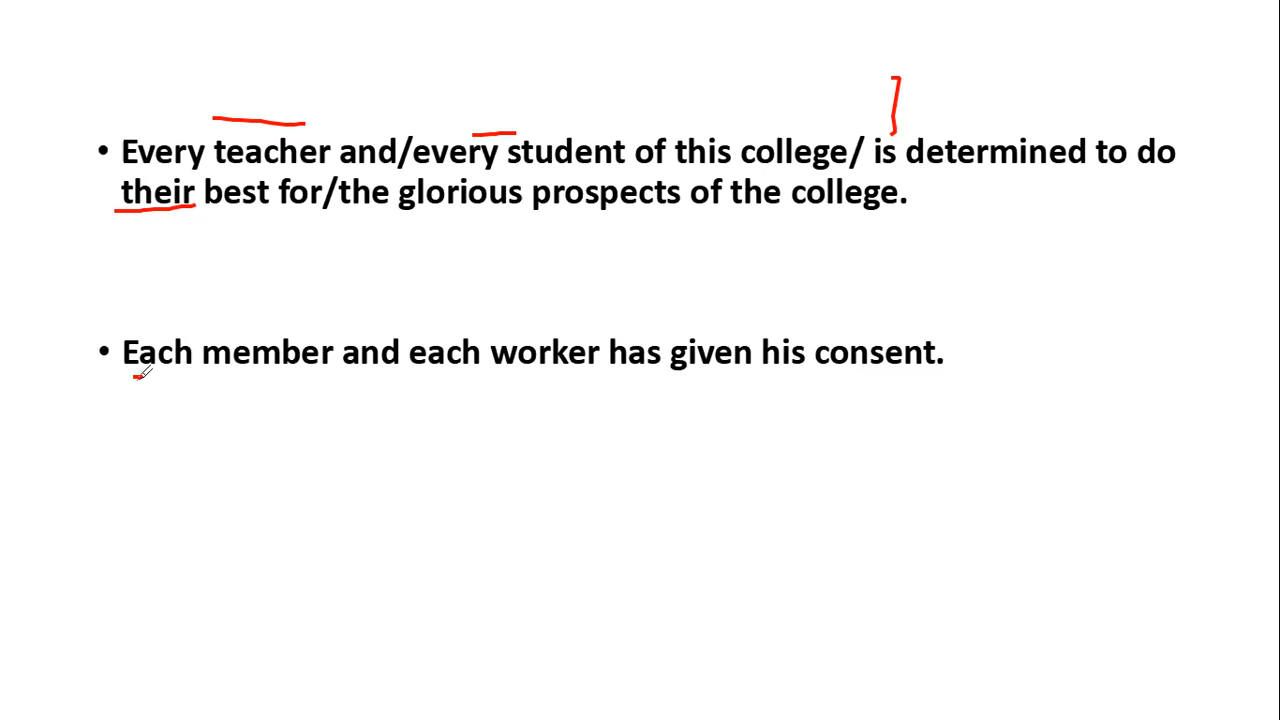 • Every teacher and/every student of this college/ is determined to do
their best for/the glorious prospects of the college.
• Each member and each worker has given his consent.